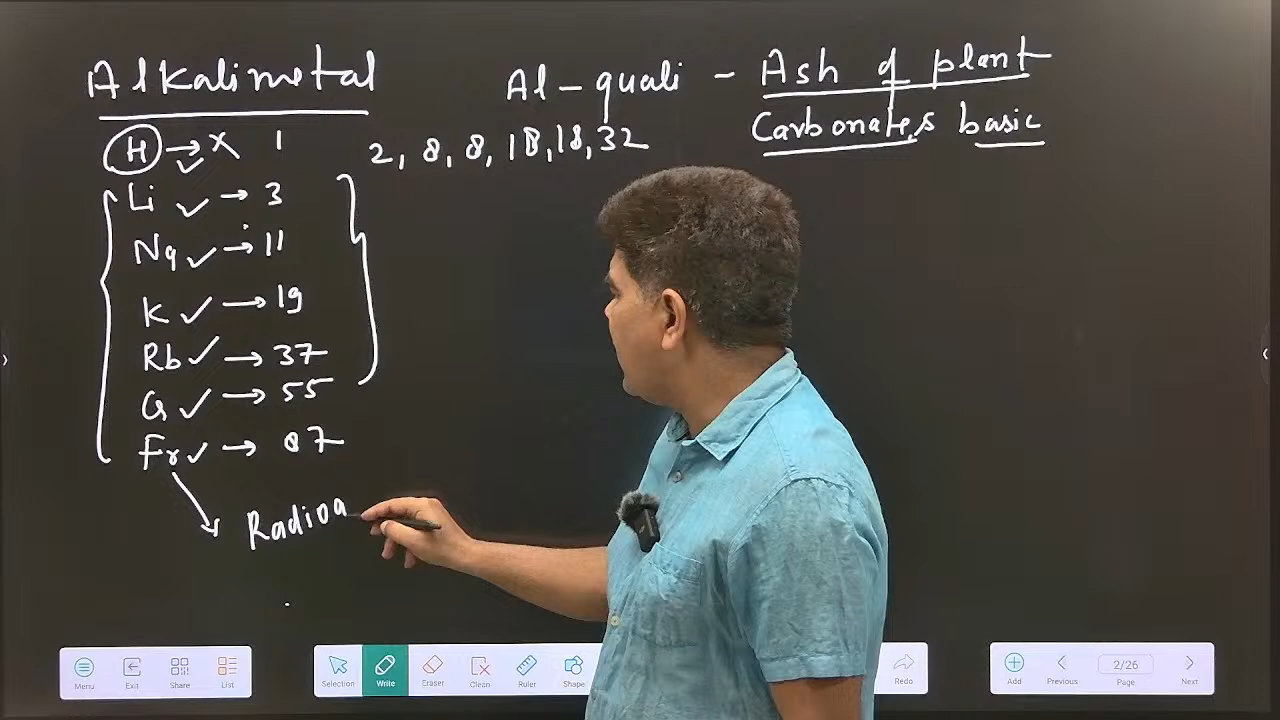 Alkalimetal
Al-quali - Ash of plant
Carbonates basic
H → X 1
2, 8, 8, 18, 18, 32
Li ✓ → 3
Na ✓ → 11
K ✓ → 19
Rb ✓ → 37
Cs ✓ → 55
Fr ✓ → 87
Radioa
Menu
Exit
Share
List
Selection
Write
Eraser
Clean
Ruler
Shape
Redo
Add
Previous
2/26
Page
Next